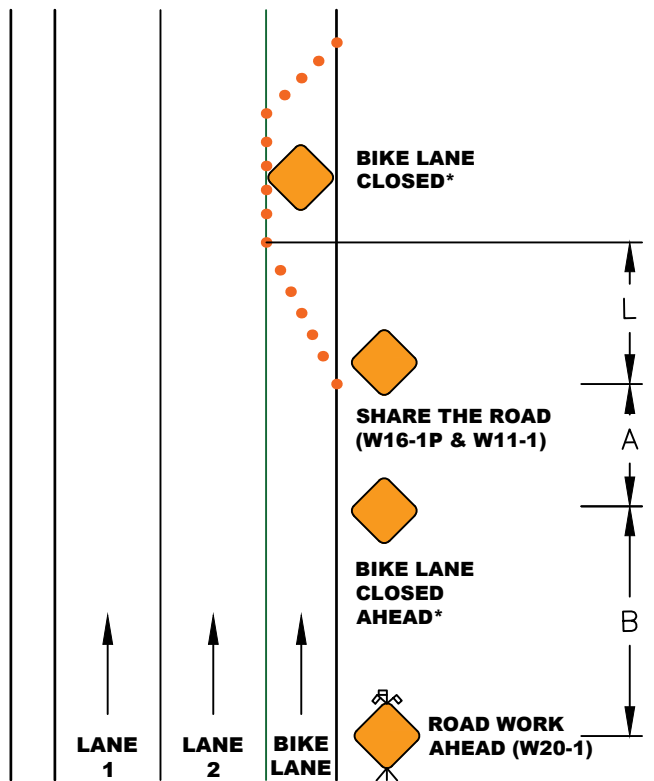 BIKE LANE
CLOSED*
L
SHARE THE ROAD
(W16-1P & W11-1)
A
BIKE LANE
CLOSED
AHEAD*
B
ROAD WORK
AHEAD (W20-1)
LANE
1
LANE
2
BIKE
LANE